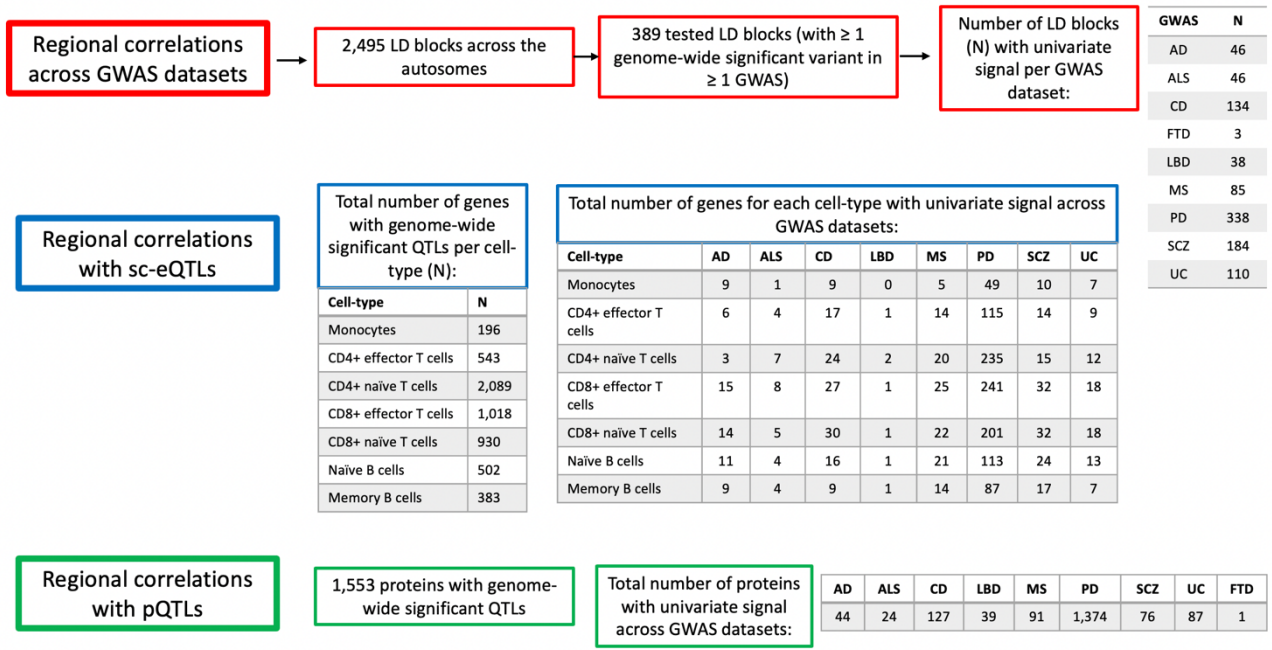 Regional correlations
across GWAS datasets
2,495 LD blocks across the
autosomes
389 tested LD blocks (with ≥ 1
genome-wide significant variant in
≥ 1 GWAS)
Number of LD blocks
(N) with univariate
signal per GWAS
dataset:
GWAS N
AD 46
ALS 46
CD 134
FTD 3
LBD 38
MS 85
PD 338
SCZ 184
UC 110
Regional correlations
with sc-eQTLs
Total number of genes
with genome-wide
significant QTLs per cell-
type (N):
Cell-type N
Monocytes 196
CD4+ effector T cells 543
CD4+ naïve T cells 2,089
CD8+ effector T cells 1,018
CD8+ naïve T cells 930
Naïve B cells 502
Memory B cells 383
Total number of genes for each cell-type with univariate signal across
GWAS datasets:
Cell-type AD ALS CD LBD MS PD SCZ UC
Monocytes 9 1 9 0 5 49 10 7
CD4+ effector T 6 4 17 1 14 115 14 9
cells
CD4+ naïve T cells 3 7 24 2 20 235 15 12
CD8+ effector T 15 8 27 1 25 241 32 18
cells
CD8+ naïve T cells 14 5 30 1 22 201 32 18
Naïve B cells 11 4 16 1 21 113 24 13
Memory B cells 9 4 9 1 14 87 17 7
Regional correlations
with pQTLs
1,553 proteins with genome-
wide significant QTLs
Total number of proteins
with univariate signal
across GWAS datasets:
AD ALS CD LBD MS PD SCZ UC FTD
44 24 127 39 91 1,374 76 87 1